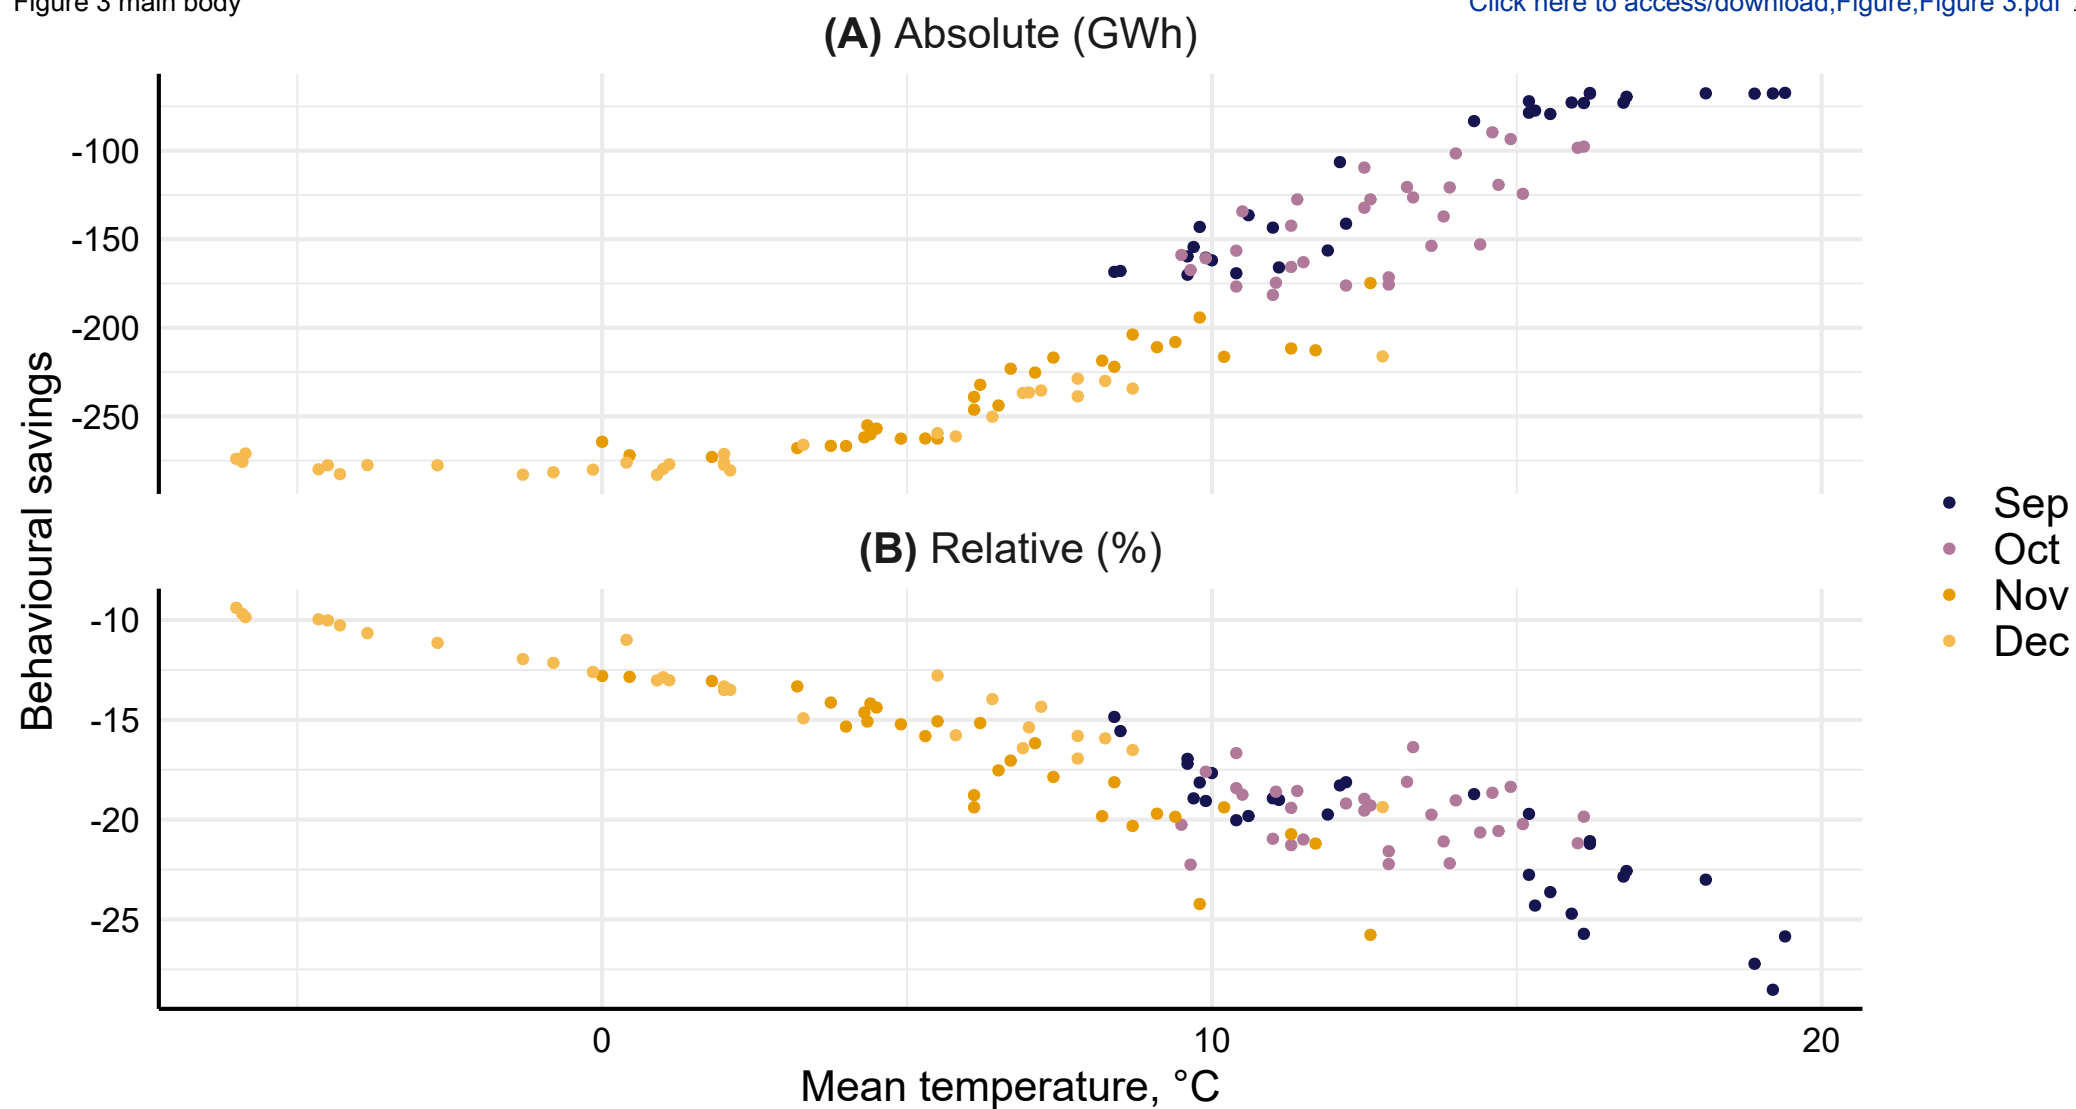 Figure 3 main body
Click here to access/download;Figure;Figure 3.pdf
(A) Absolute (GWh)
-100
-150
-200
-250
Behavioural savings
(B) Relative (%)
-10
-15
-20
-25
0 10 20
Mean temperature, °C
Sep
Oct
Nov
Dec